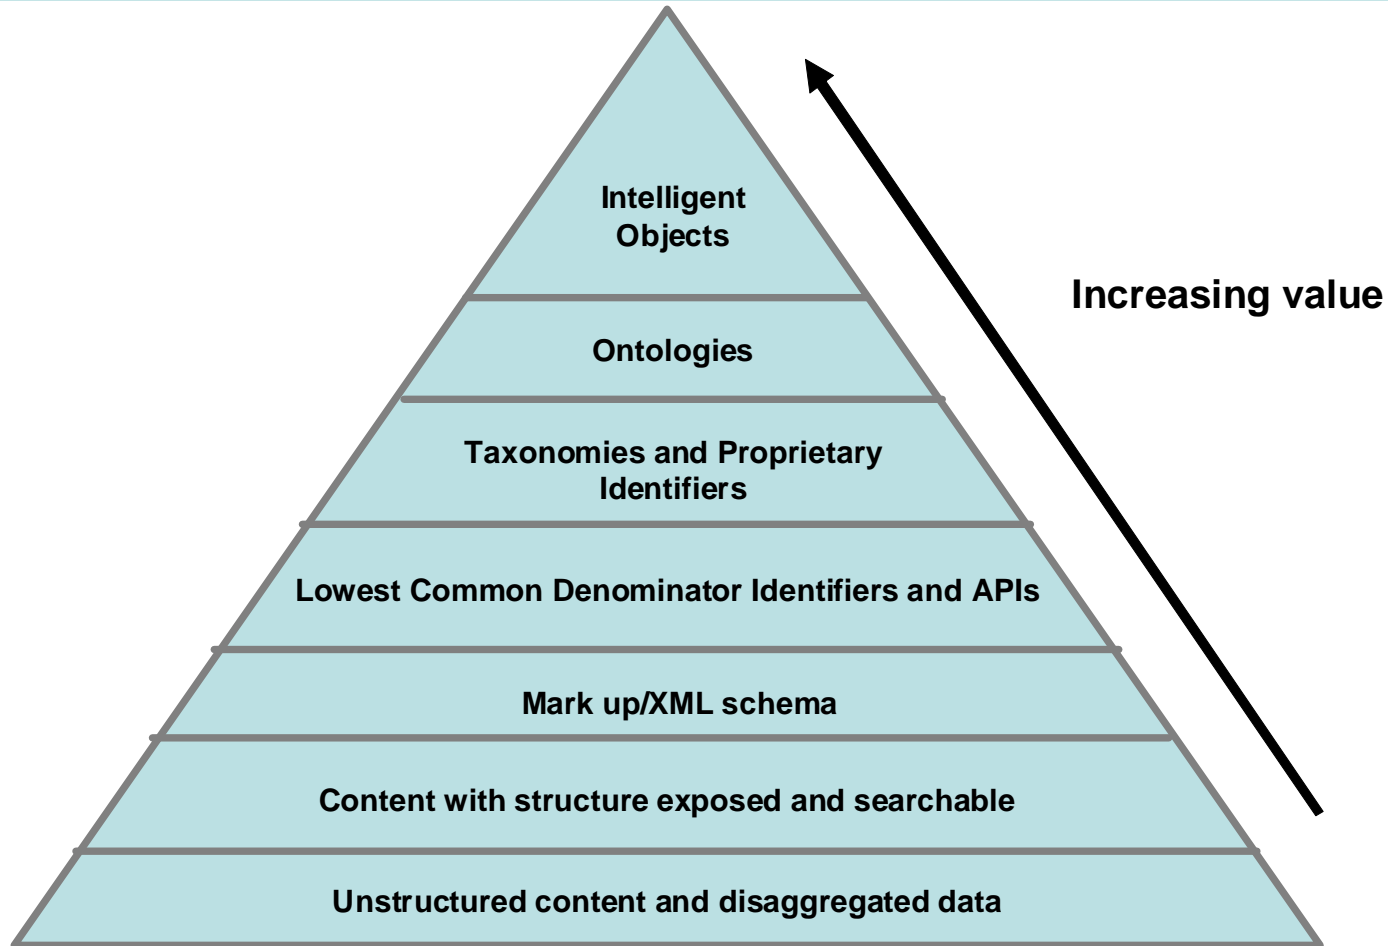 Intelligent
Objects
Increasing value
Ontologies
Taxonomies and Proprietary
Identifiers
Lowest Common Denominator Identifiers and APIs
Mark up/XML schema
Content with structure exposed and searchable
Unstructured content and disaggregated data